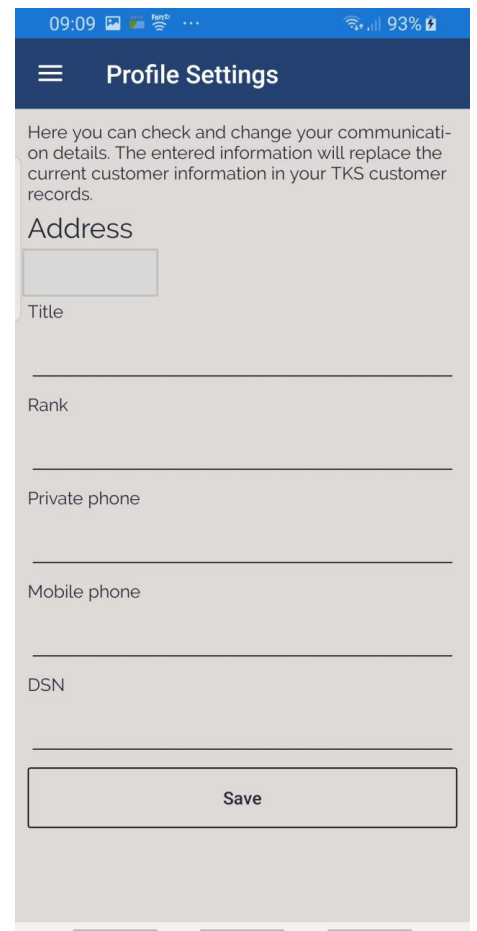 09:09 ··· 93%
Profile Settings
Here you can check and change your communicati-
on details. The entered information will replace the
current customer information in your TKS customer
records.
Address
Title
Rank
Private phone
Mobile phone
DSN
Save